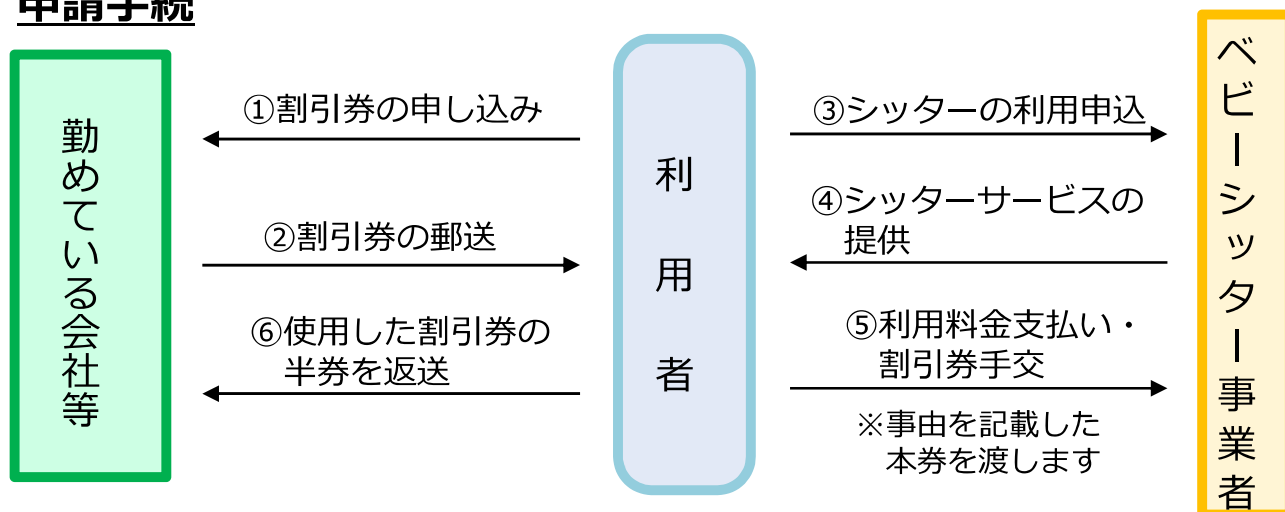 申請手続
勤めている会社等
①割引券の申し込み
②割引券の郵送
⑥使用した割引券の
半券を返送
利用者
③シッターの利用申込
④シッターサービスの
提供
⑤利用料金支払い・
割引券手交
※事由を記載した
本券を渡します
ベビーシッター事業者